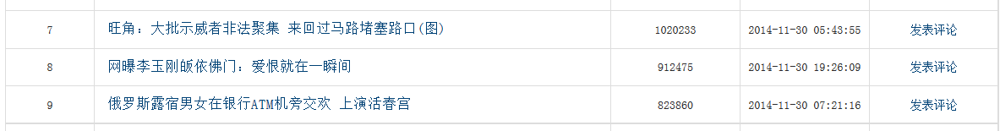 7 旺角：大批示威者非法聚集 来回过马路堵塞路口(图) 1020233 2014-11-30 05:43:55 发表评论
8 网曝李玉刚皈依佛门：爱恨就在一瞬间 912475 2014-11-30 19:26:09 发表评论
9 俄罗斯露宿男女在银行ATM机旁交欢 上演活春宫 823860 2014-11-30 07:21:16 发表评论